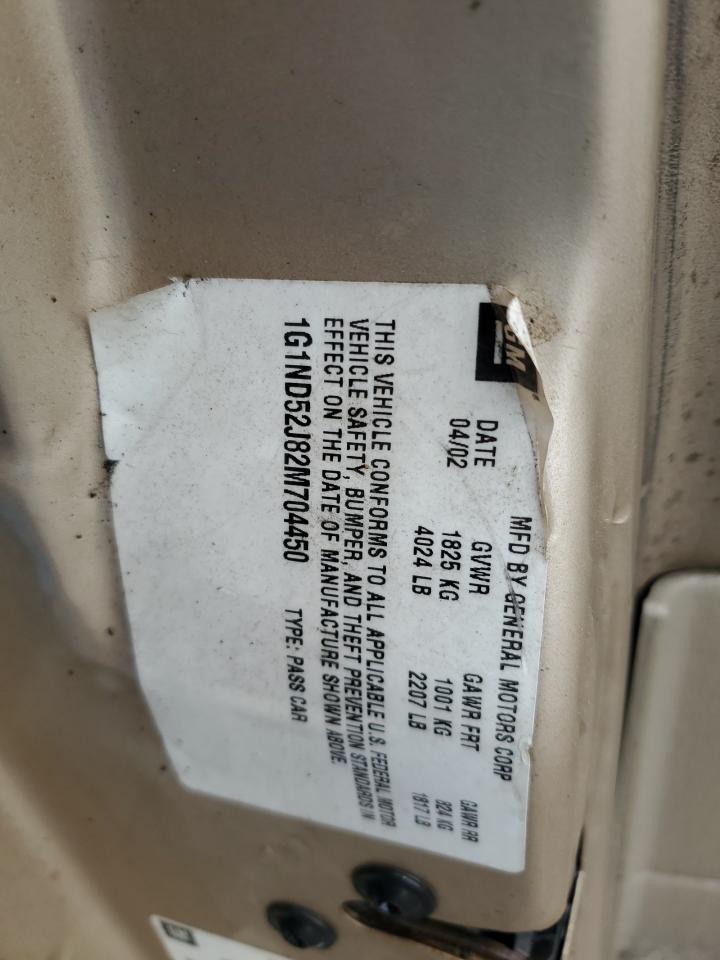 GM
MFD BY GENERAL MOTORS CORP
DATE GVWR GAWR FRT GAWR RR
04/02 1825 KG 1001 KG 824 KG
4024 LB 2207 LB 1817 LB
THIS VEHICLE CONFORMS TO ALL APPLICABLE U.S. FEDERAL MOTOR
VEHICLE SAFETY, BUMPER, AND THEFT PREVENTION STANDARDS IN
EFFECT ON THE DATE OF MANUFACTURE SHOWN ABOVE.
1G1ND52J82M704450 TYPE: PASS CAR
GM